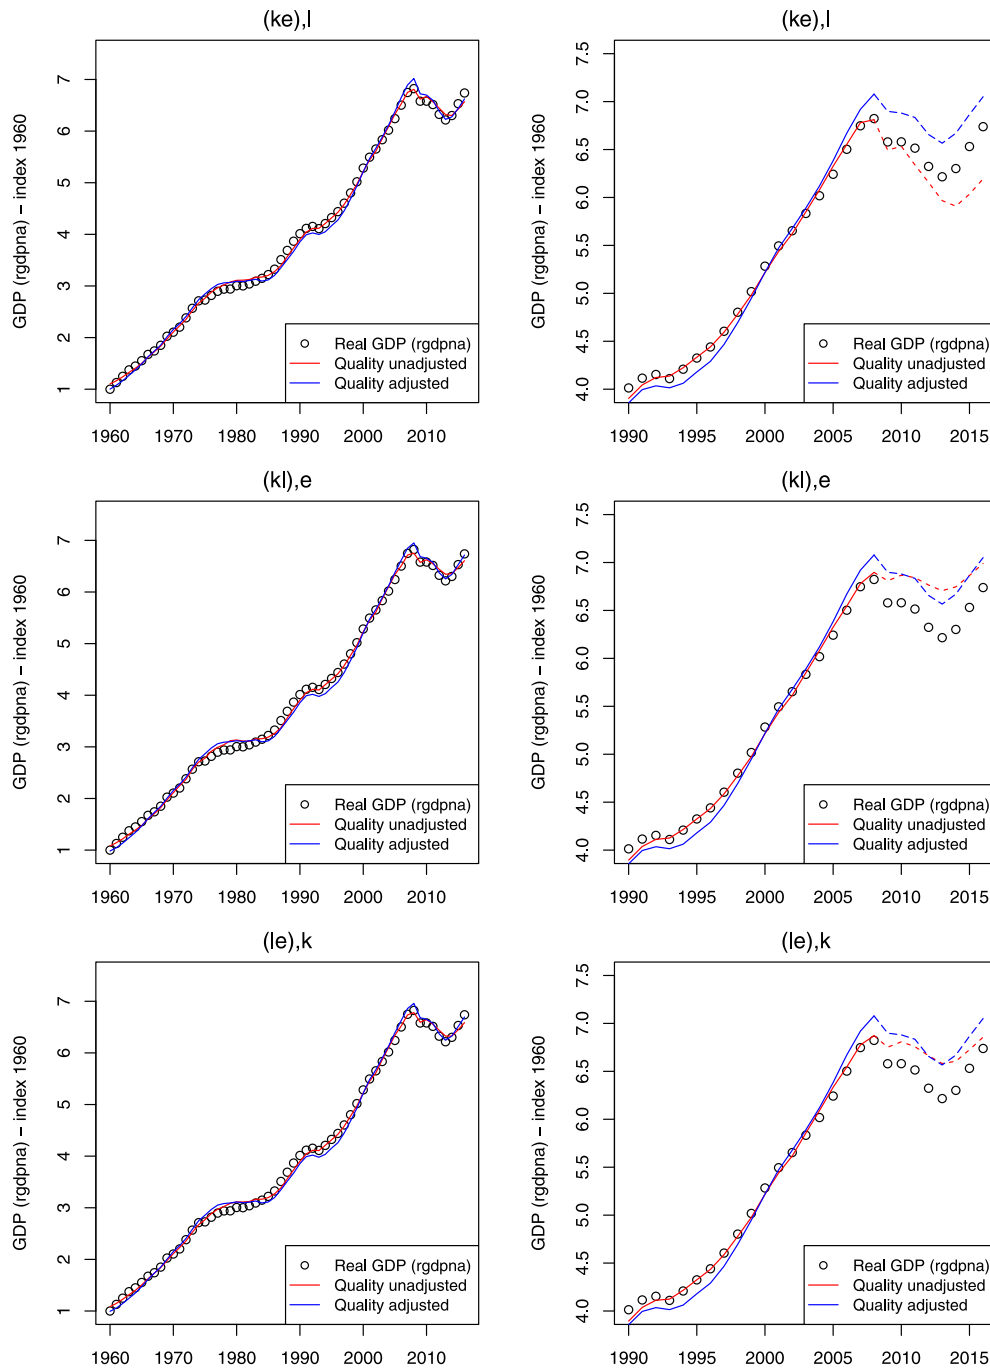 (ke),l
GDP (rgdpna) – index 1960
7
6
5
4
3
2
1
Real GDP (rgdpna)
Quality unadjusted
Quality adjusted
1960 1970 1980 1990 2000 2010
(ke),l
GDP (rgdpna) – index 1960
7.5
7.0
6.5
6.0
5.5
5.0
4.5
4.0
Real GDP (rgdpna)
Quality unadjusted
Quality adjusted
1990 1995 2000 2005 2010 2015
(kl),e
GDP (rgdpna) – index 1960
7
6
5
4
3
2
1
Real GDP (rgdpna)
Quality unadjusted
Quality adjusted
1960 1970 1980 1990 2000 2010
(kl),e
GDP (rgdpna) – index 1960
7.5
7.0
6.5
6.0
5.5
5.0
4.5
4.0
Real GDP (rgdpna)
Quality unadjusted
Quality adjusted
1990 1995 2000 2005 2010 2015
(le),k
GDP (rgdpna) – index 1960
7
6
5
4
3
2
1
Real GDP (rgdpna)
Quality unadjusted
Quality adjusted
1960 1970 1980 1990 2000 2010
(le),k
GDP (rgdpna) – index 1960
7.5
7.0
6.5
6.0
5.5
5.0
4.5
4.0
Real GDP (rgdpna)
Quality unadjusted
Quality adjusted
1990 1995 2000 2005 2010 2015